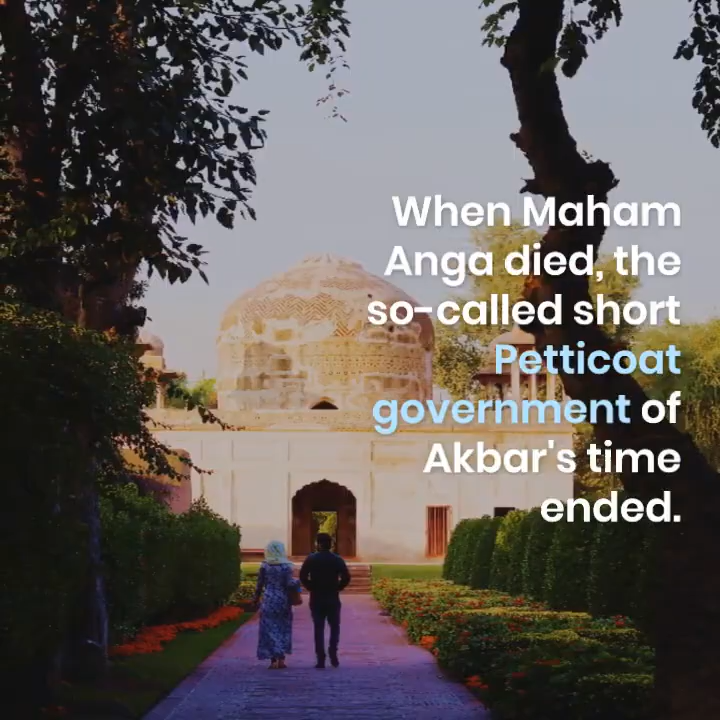 When Maham
Anga died, the
so-called short
Petticoat
government of
Akbar's time
ended.